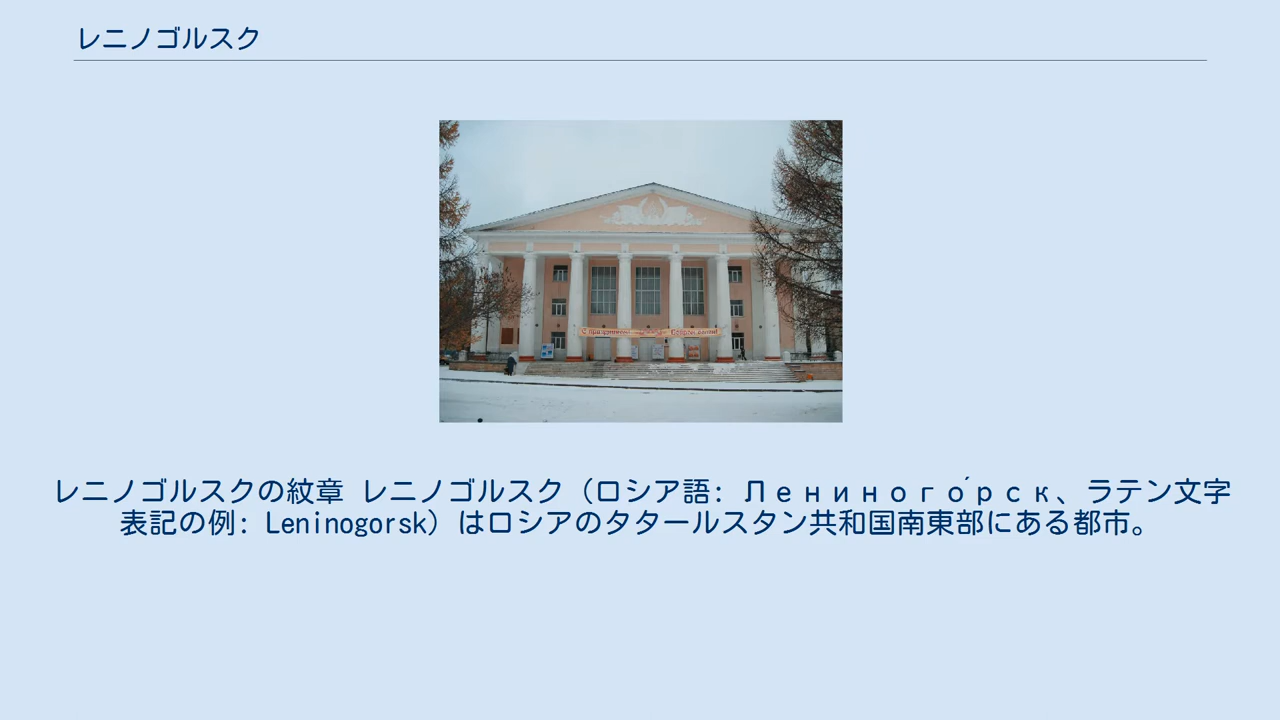 レニノゴルスク
レニノゴルスクの紋章 レニノゴルスク（ロシア語: Лениного́рск、ラテン文字
表記の例: Leninogorsk）はロシアのタタールスタン共和国南東部にある都市。